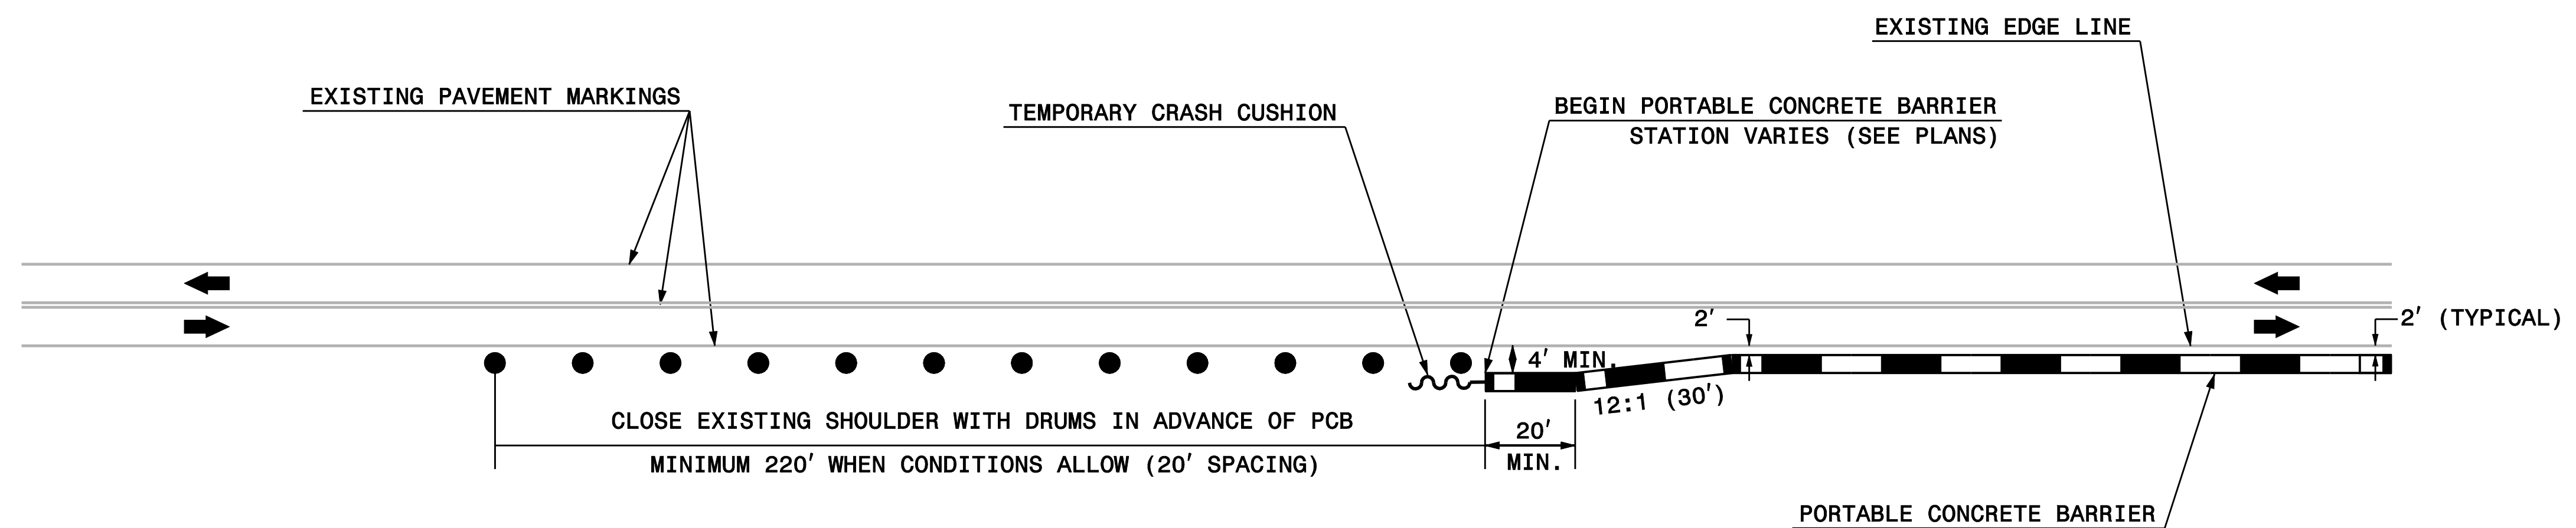 EXISTING EDGE LINE
EXISTING PAVEMENT MARKINGS
TEMPORARY CRASH CUSHION
BEGIN PORTABLE CONCRETE BARRIER
STATION VARIES (SEE PLANS)
2'
2' (TYPICAL)
4' MIN.
12:1 (30')
CLOSE EXISTING SHOULDER WITH DRUMS IN ADVANCE OF PCB
MINIMUM 220' WHEN CONDITIONS ALLOW (20' SPACING)
20'
MIN.
PORTABLE CONCRETE BARRIER